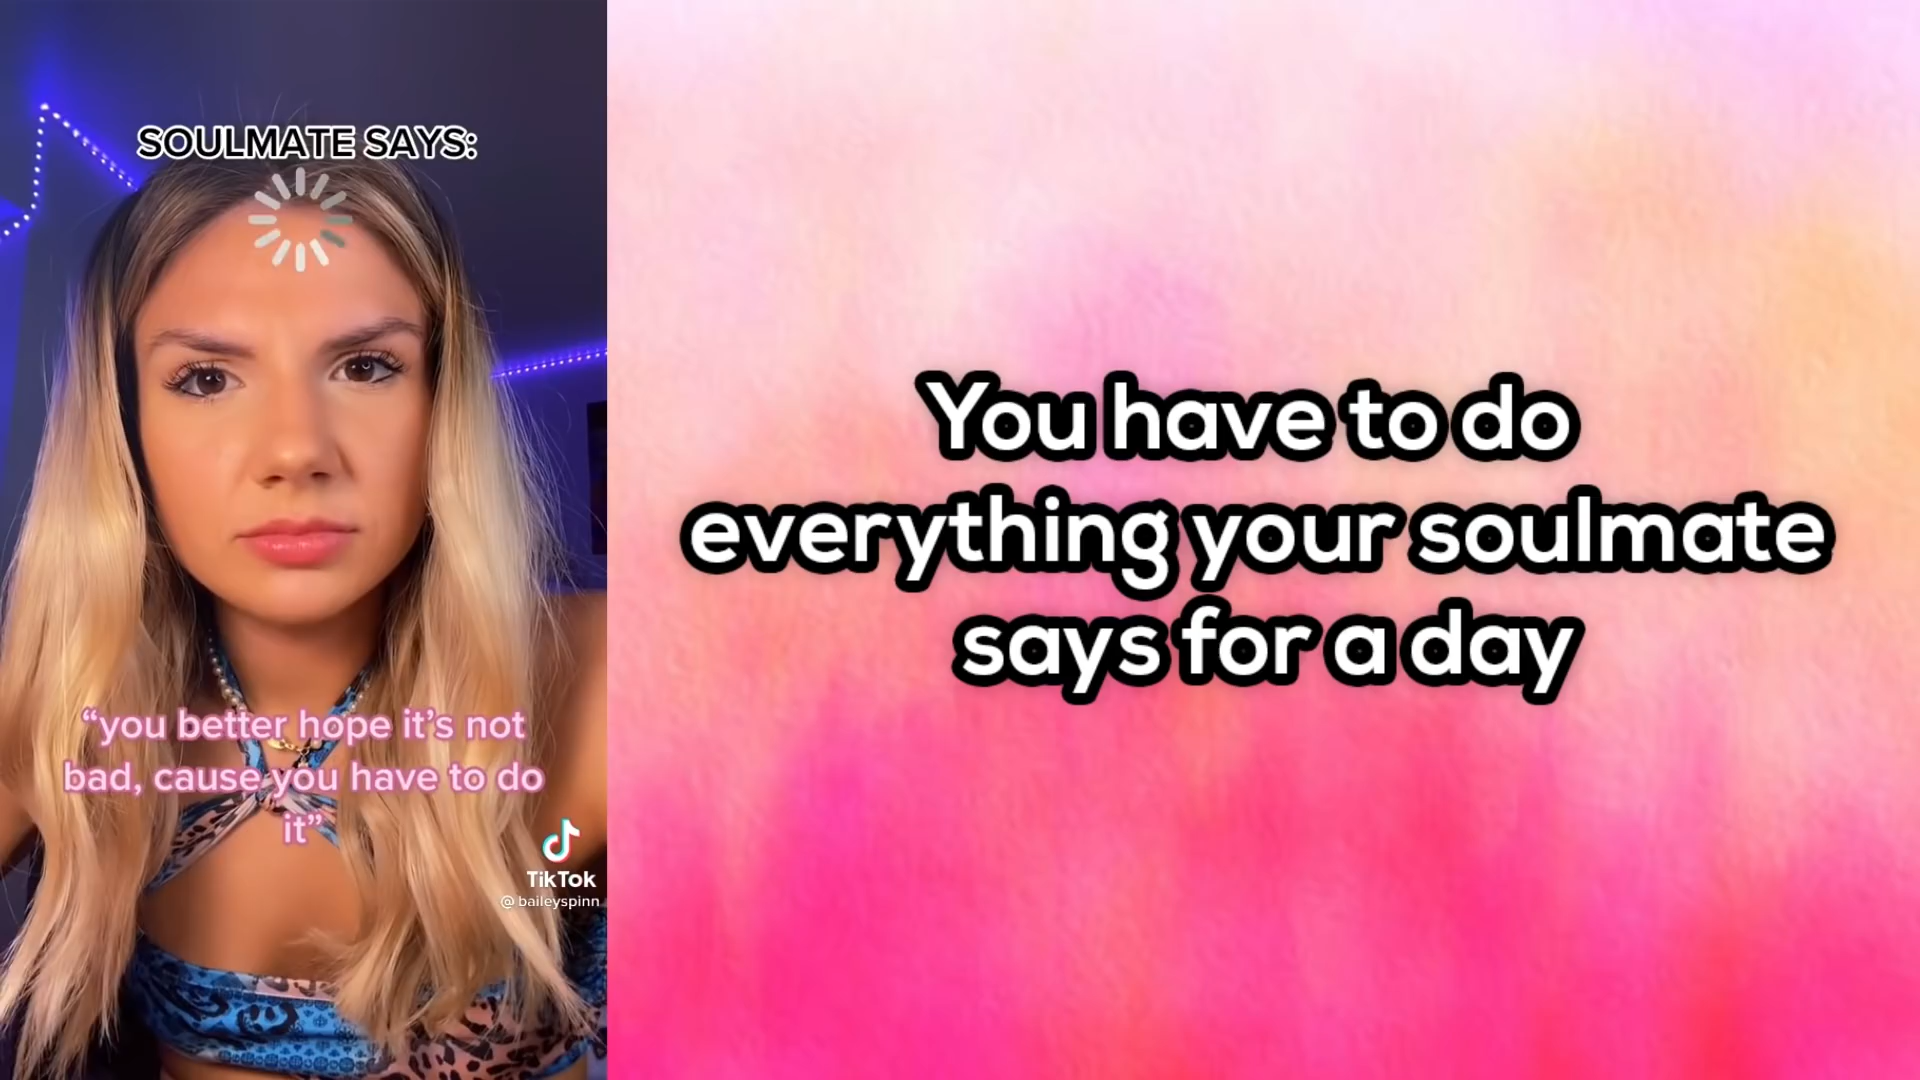 SOULMATE SAYS:
“you better hope it’s not
bad, cause you have to do
it”
TikTok
@baileyspinn
You have to do
everything your soulmate
says for a day